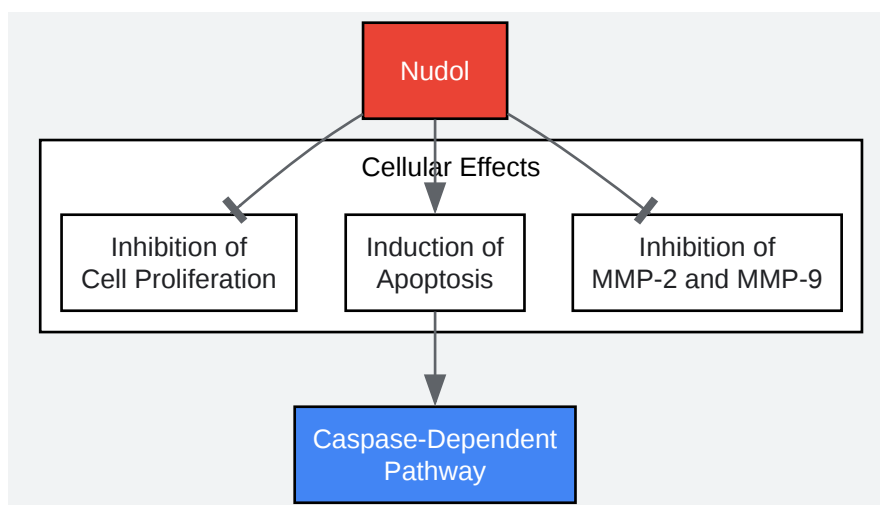 Nudol
Cellular Effects
Inhibition of
Cell Proliferation
Induction of
Apoptosis
Inhibition of
MMP-2 and MMP-9
Caspase-Dependent
Pathway